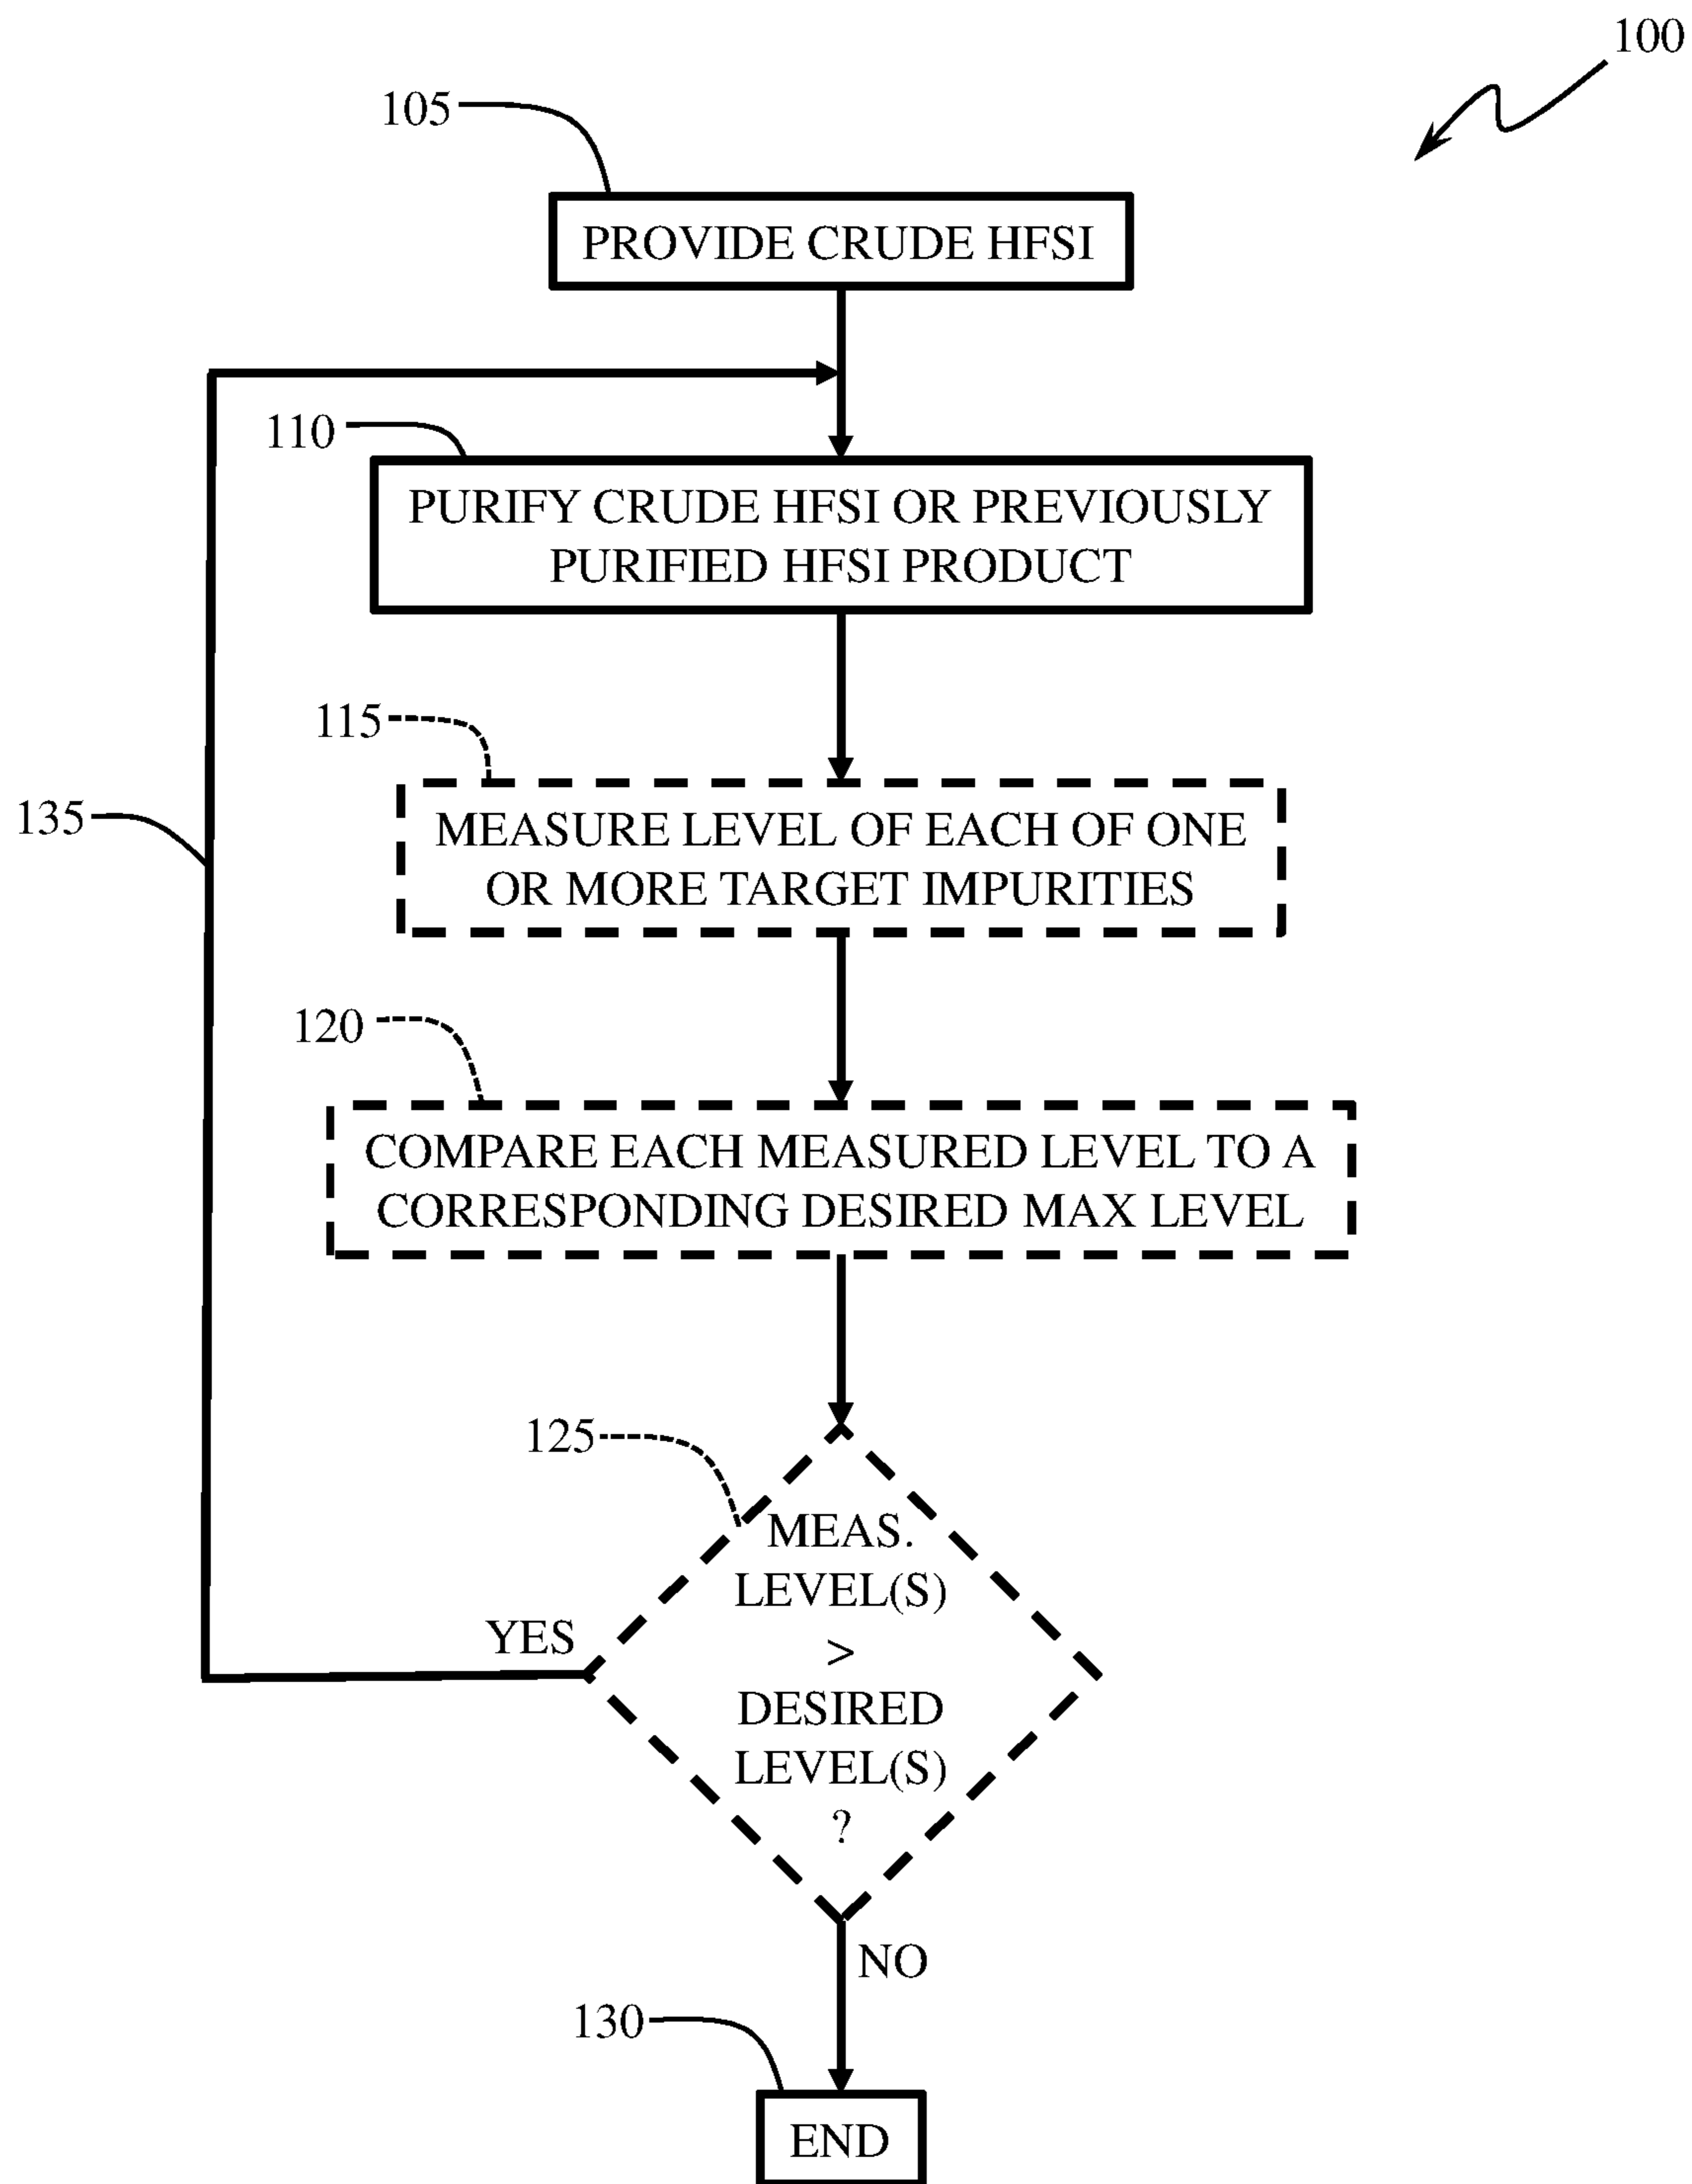 100
105
PROVIDE CRUDE HFSI
110
PURIFY CRUDE HFSI OR PREVIOUSLY
PURIFIED HFSI PRODUCT
115
MEASURE LEVEL OF EACH OF ONE
OR MORE TARGET IMPURITIES
135
120
COMPARE EACH MEASURED LEVEL TO A
CORRESPONDING DESIRED MAX LEVEL
125
MEAS.
LEVEL(S)
>
DESIRED
LEVEL(S)
?
YES
NO
130
END